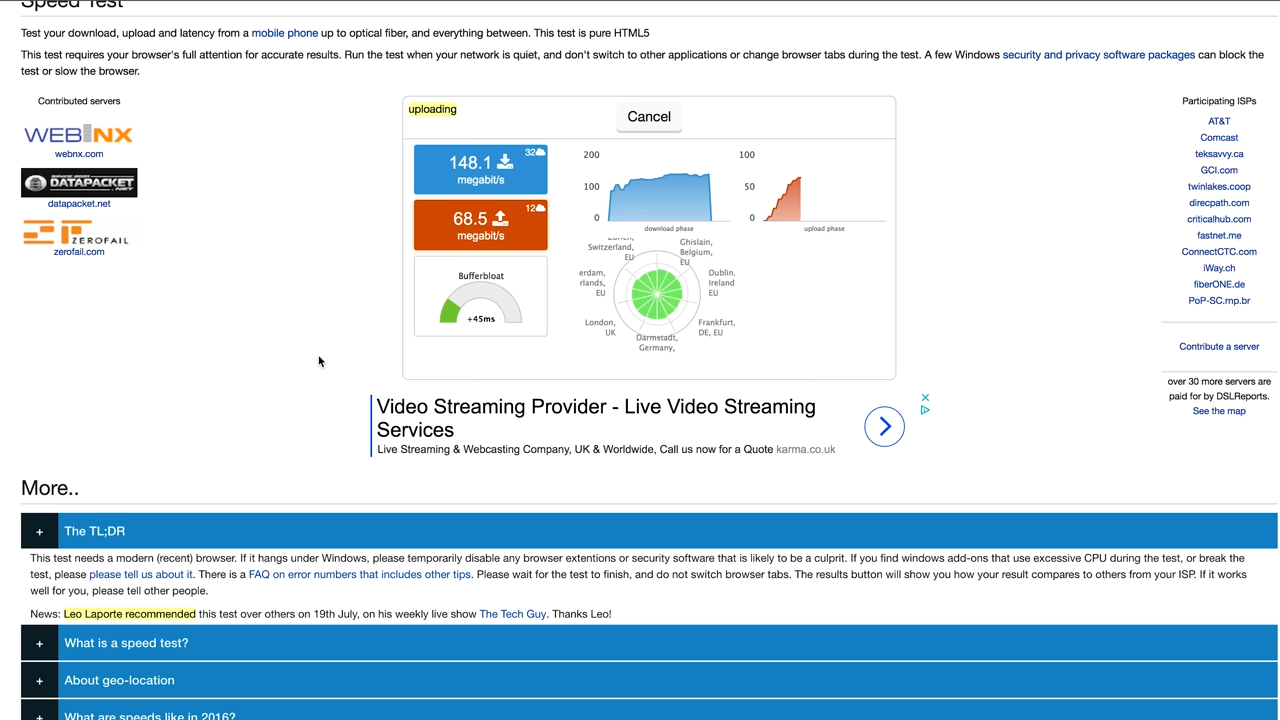 Speed Test
Test your download, upload and latency from a mobile phone up to optical fiber, and everything between. This test is pure HTML5
This test requires your browser's full attention for accurate results. Run the test when your network is quiet, and don't switch to other applications or change browser tabs during the test. A few Windows security and privacy software packages can block the
test or slow the browser.
Contributed servers
WEBNX
webnx.com
SINCE 2001
DATAPACKET
datapacket.net
ZEROFAIL
zerofail.com
uploading
Cancel
148.1
32
megabit/s
68.5
12
megabit/s
Bufferbloat
+45ms
200
100
0
download phase
100
50
0
upload phase
Zurich,
Switzerland,
EU
Ghislain,
Belgium,
EU
erdam,
rlands,
EU
Dublin,
Ireland
EU
London,
UK
Frankfurt,
DE, EU
Darmstadt,
Germany,
Participating ISPs
AT&T
Comcast
teksavvy.ca
GCI.com
twinlakes.coop
direcpath.com
criticalhub.com
fastnet.me
ConnectCTC.com
iWay.ch
fiberONE.de
PoP-SC.rnp.br
Contribute a server
over 30 more servers are
paid for by DSLReports.
See the map
Video Streaming Provider - Live Video Streaming
Services
Live Streaming & Webcasting Company, UK & Worldwide, Call us now for a Quote karma.co.uk
More..
+ The TL;DR
This test needs a modern (recent) browser. If it hangs under Windows, please temporarily disable any browser extentions or security software that is likely to be a culprit. If you find windows add-ons that use excessive CPU during the test, or break the
test, please please tell us about it. There is a FAQ on error numbers that includes other tips. Please wait for the test to finish, and do not switch browser tabs. The results button will show you how your result compares to others from your ISP. If it works
well for you, please tell other people.
News: Leo Laporte recommended this test over others on 19th July, on his weekly live show The Tech Guy. Thanks Leo!
+ What is a speed test?
+ About geo-location
+ What are speeds like in 2016?